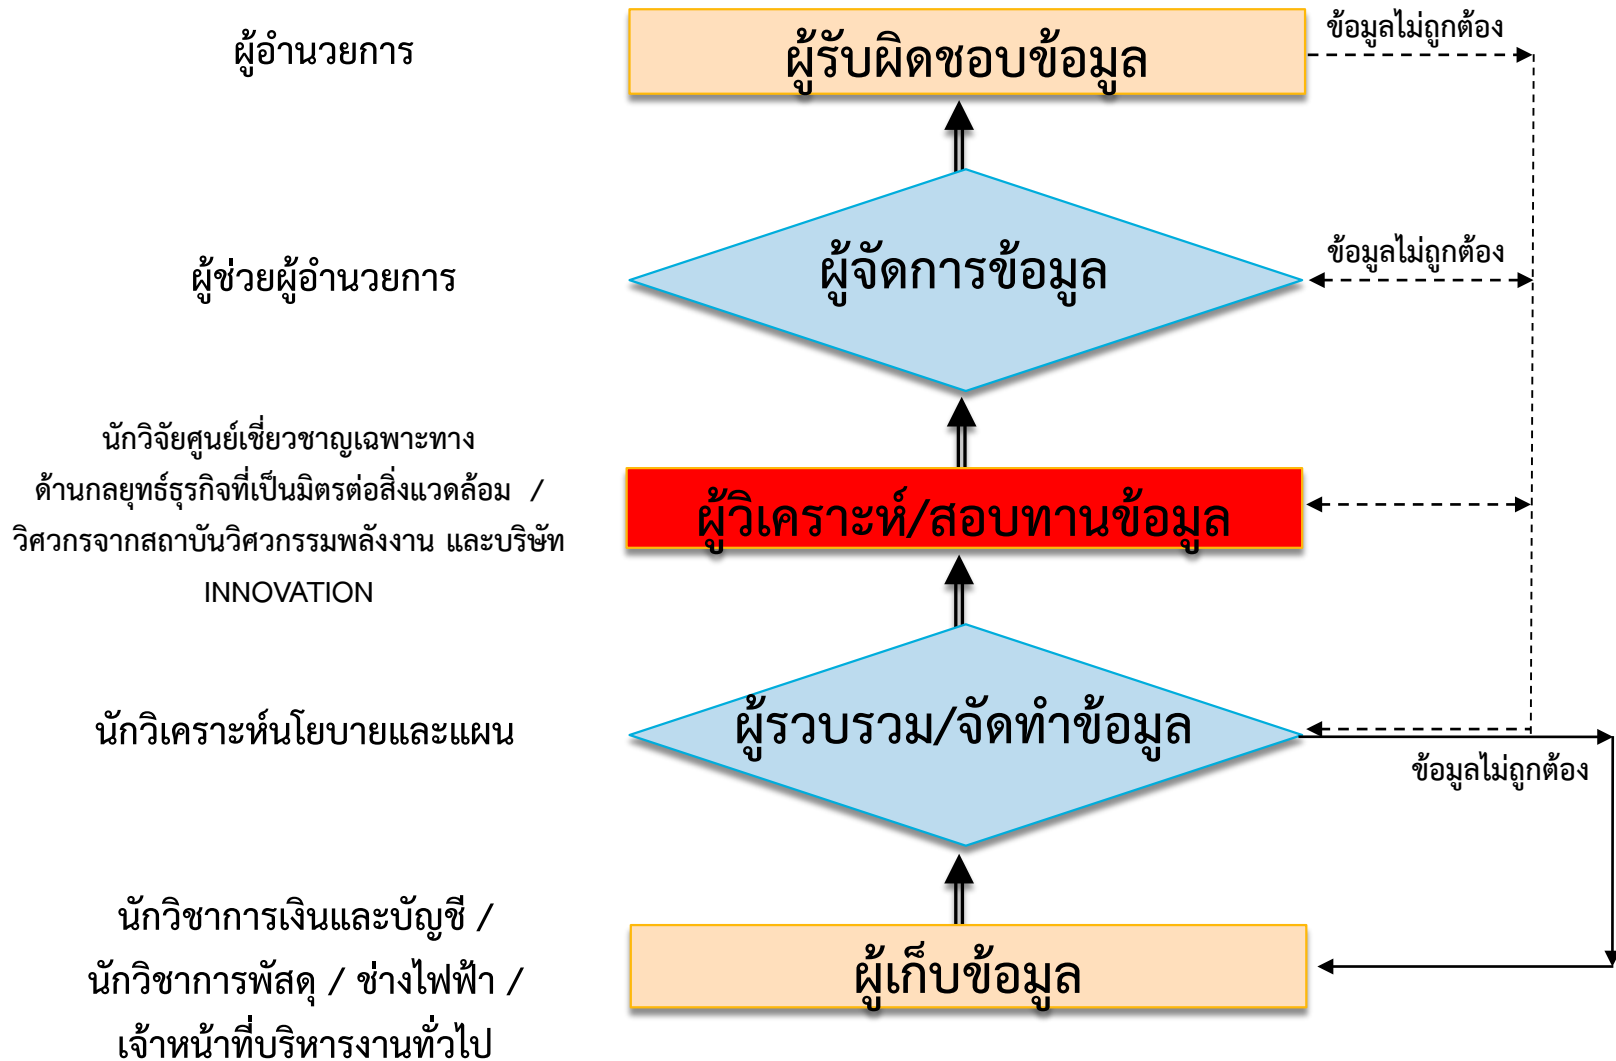 ผู้อำนวยการ
ผู้รับผิดชอบข้อมูล
ข้อมูลไม่ถูกต้อง
ผู้ช่วยผู้อำนวยการ
ผู้จัดการข้อมูล
ข้อมูลไม่ถูกต้อง
นักวิจัยศูนย์เชี่ยวชาญเฉพาะทาง
ด้านกลยุทธ์ธุรกิจที่เป็นมิตรต่อสิ่งแวดล้อม /
วิศวกรจากสถาบันวิศวกรรมพลังงาน และบริษัท
INNOVATION
ผู้วิเคราะห์/สอบทานข้อมูล
นักวิเคราะห์นโยบายและแผน
ผู้รวบรวม/จัดทำข้อมูล
ข้อมูลไม่ถูกต้อง
นักวิชาการเงินและบัญชี /
นักวิชาการพัสดุ / ช่างไฟฟ้า /
เจ้าหน้าที่บริหารงานทั่วไป
ผู้เก็บข้อมูล